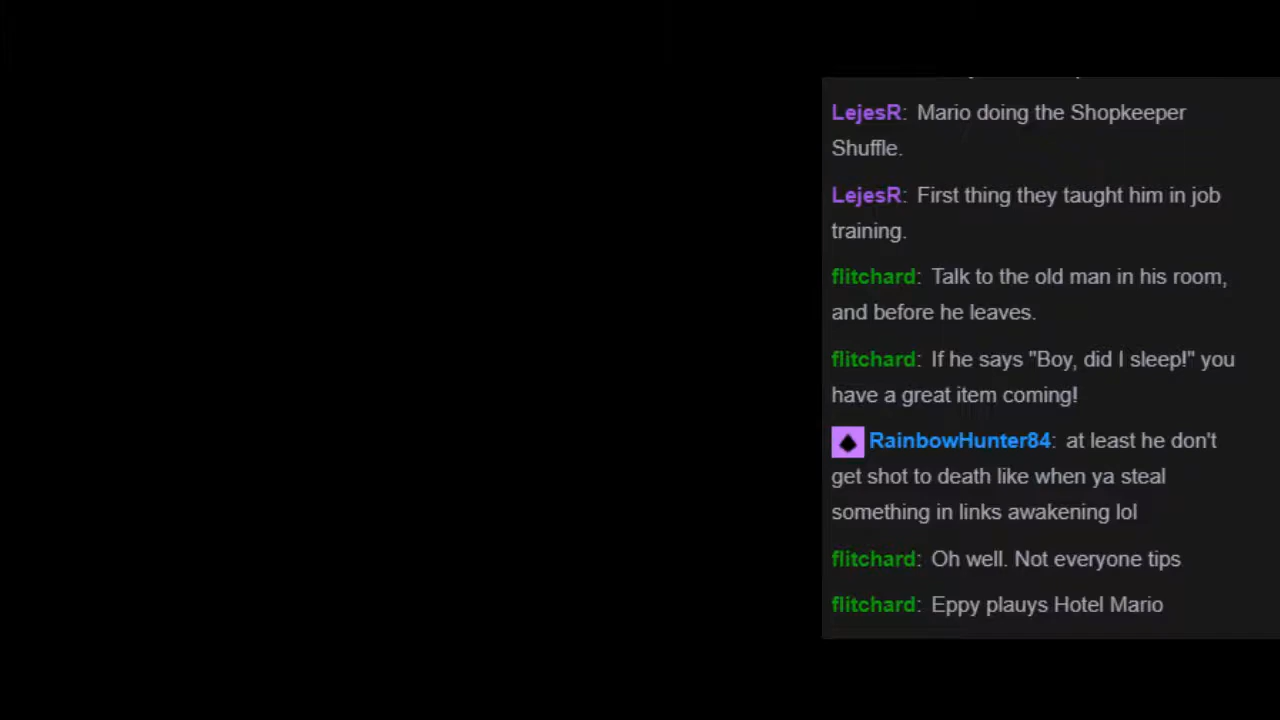 LejesR: Mario doing the Shopkeeper
Shuffle.
LejesR: First thing they taught him in job
training.
flitchard: Talk to the old man in his room,
and before he leaves.
flitchard: If he says "Boy, did I sleep!" you
have a great item coming!
RainbowHunter84: at least he don't
get shot to death like when ya steal
something in links awakening lol
flitchard: Oh well. Not everyone tips
flitchard: Eppy plauys Hotel Mario